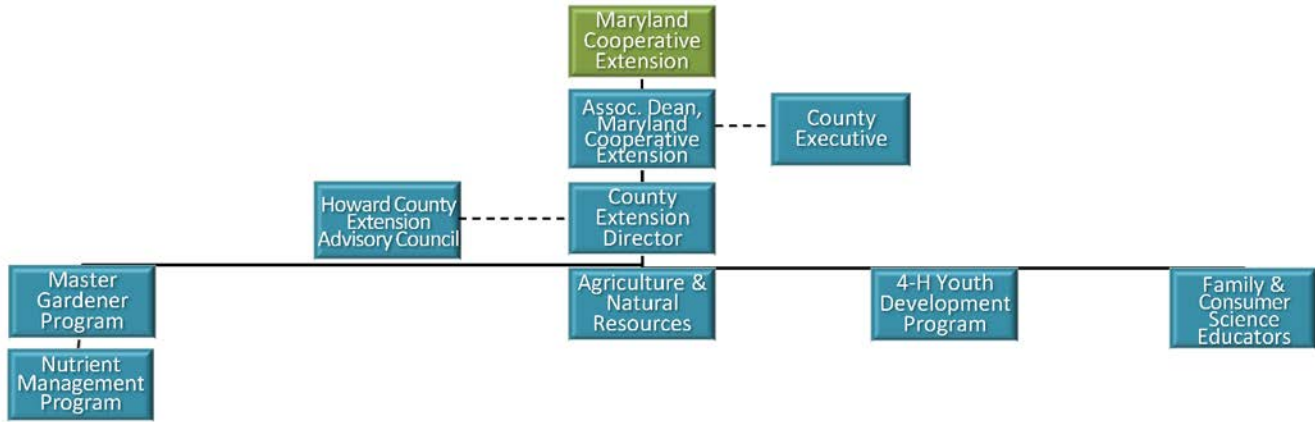 Maryland
Cooperative
Extension
Assoc. Dean,
Maryland
Cooperative
Extension
County
Executive
Howard County
Extension
Advisory Council
County
Extension
Director
Master
Gardener
Program
Agriculture &
Natural
Resources
4-H Youth
Development
Program
Family &
Consumer
Science
Educators
Nutrient
Management
Program